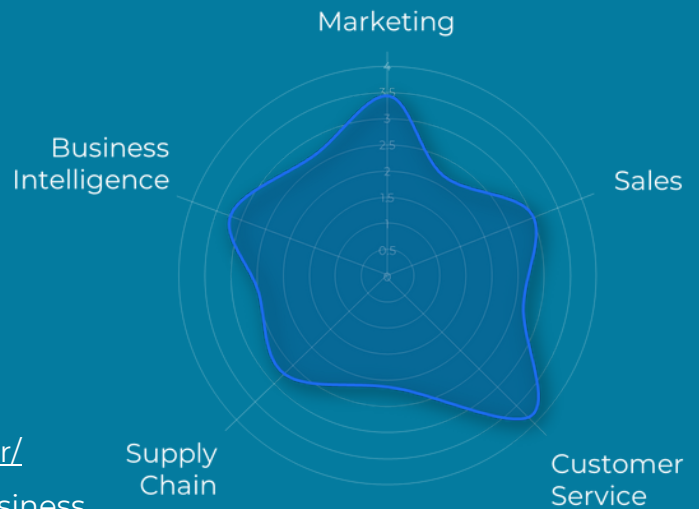 Marketing
4
3.5
3
2.5
2
1.5
1
0.5
0
Business
Intelligence
Sales
Supply
Chain
Customer
Service
r/
siness